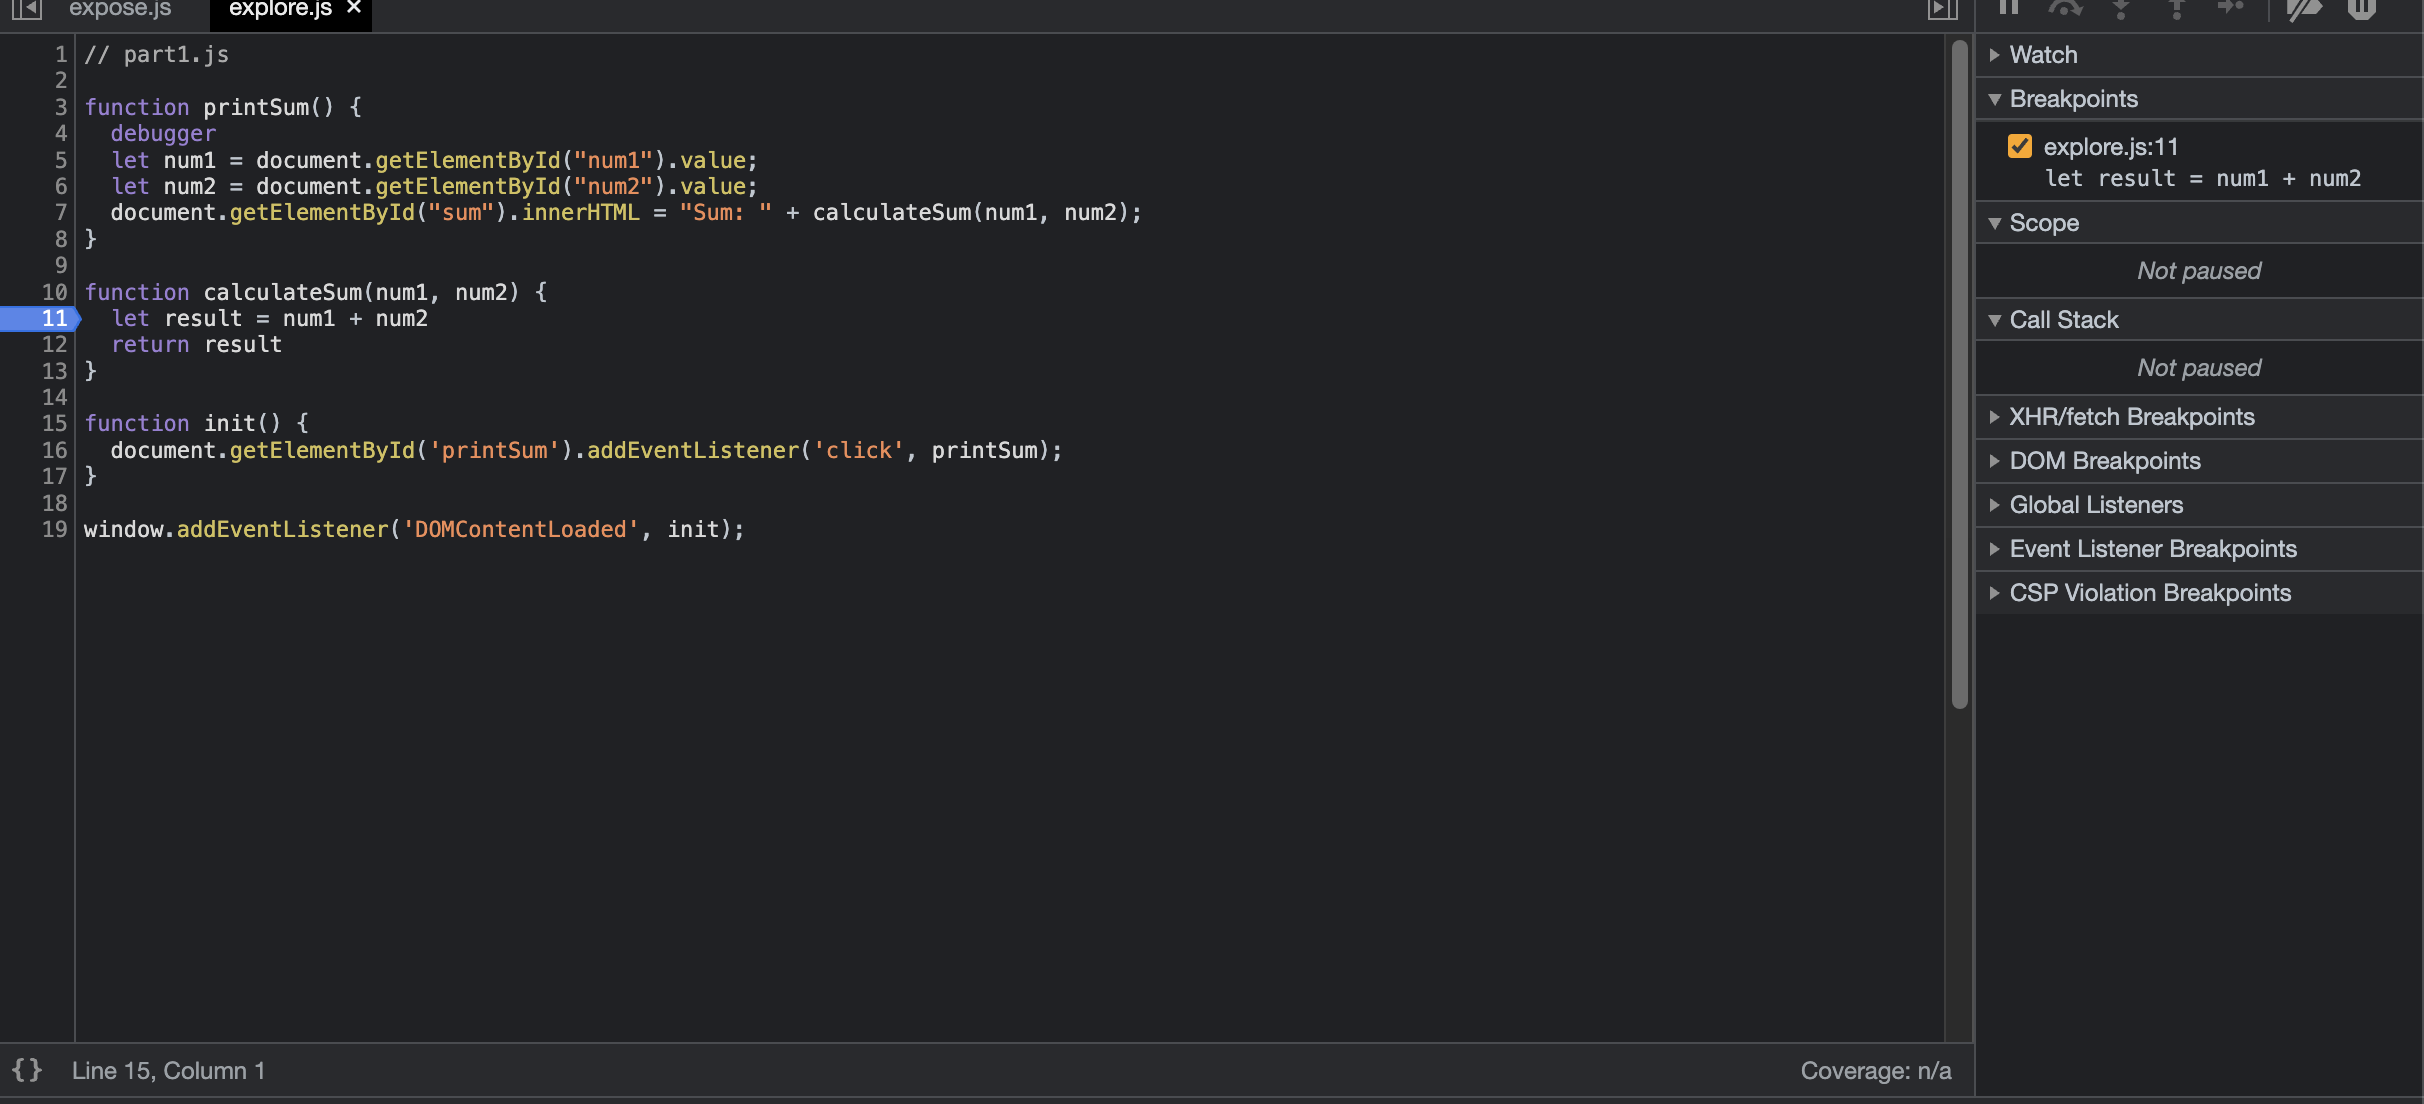 expose.js explore.js ×
1 // part1.js
2
3 function printSum() {
4   debugger
5   let num1 = document.getElementById("num1").value;
6   let num2 = document.getElementById("num2").value;
7   document.getElementById("sum").innerHTML = "Sum: " + calculateSum(num1, num2);
8 }
9
10 function calculateSum(num1, num2) {
11   let result = num1 + num2
12   return result
13 }
14
15 function init() {
16   document.getElementById('printSum').addEventListener('click', printSum);
17 }
18
19 window.addEventListener('DOMContentLoaded', init);
{} Line 15, Column 1
Coverage: n/a
Watch
Breakpoints
explore.js:11
let result = num1 + num2
Scope
Not paused
Call Stack
Not paused
XHR/fetch Breakpoints
DOM Breakpoints
Global Listeners
Event Listener Breakpoints
CSP Violation Breakpoints